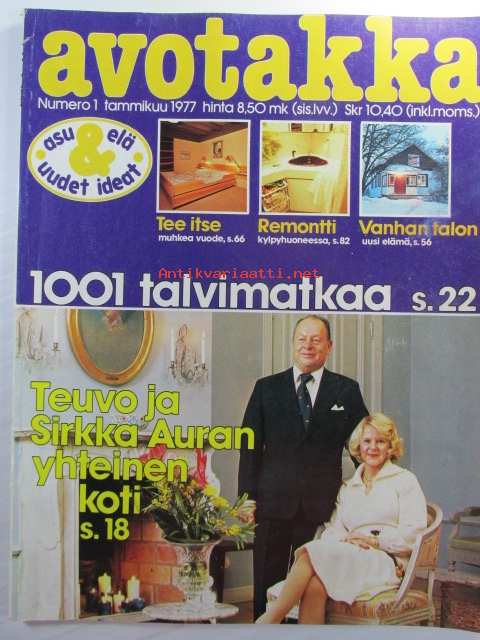 avotakka
Numero 1 tammikuu 1977 hinta 8,50 mk (sis.lvv.) Skr 10,40 (inkl.moms.)
asu & elä
uudet ideat
Tee itse
muhkea vuode, s.66
Remontti
kylpyhuoneessa, s.82
Vanhan talon
uusi elämä, s.56
Antikvariaatti.net
1001 talvimatkaa s. 22
Teuvo ja
Sirkka Auran
yhteinen
koti
s. 18